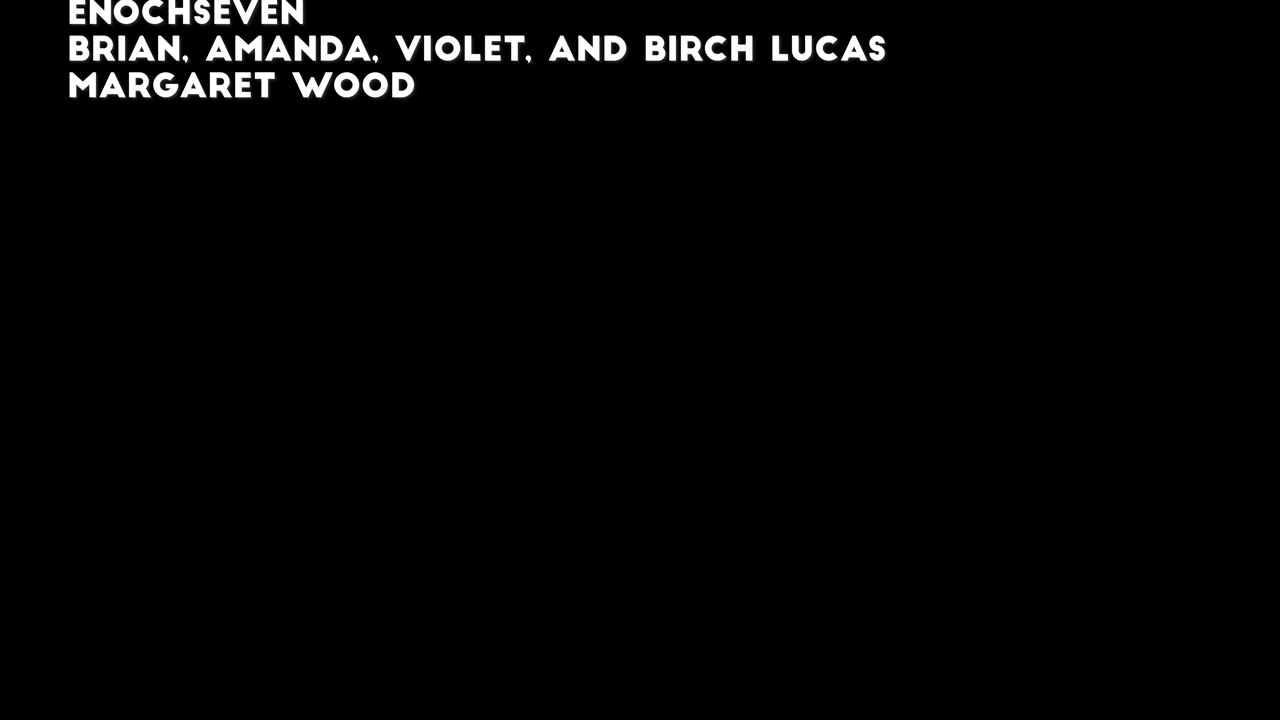 ENOCHSEVEN
BRIAN, AMANDA, VIOLET, AND BIRCH LUCAS
MARGARET WOOD